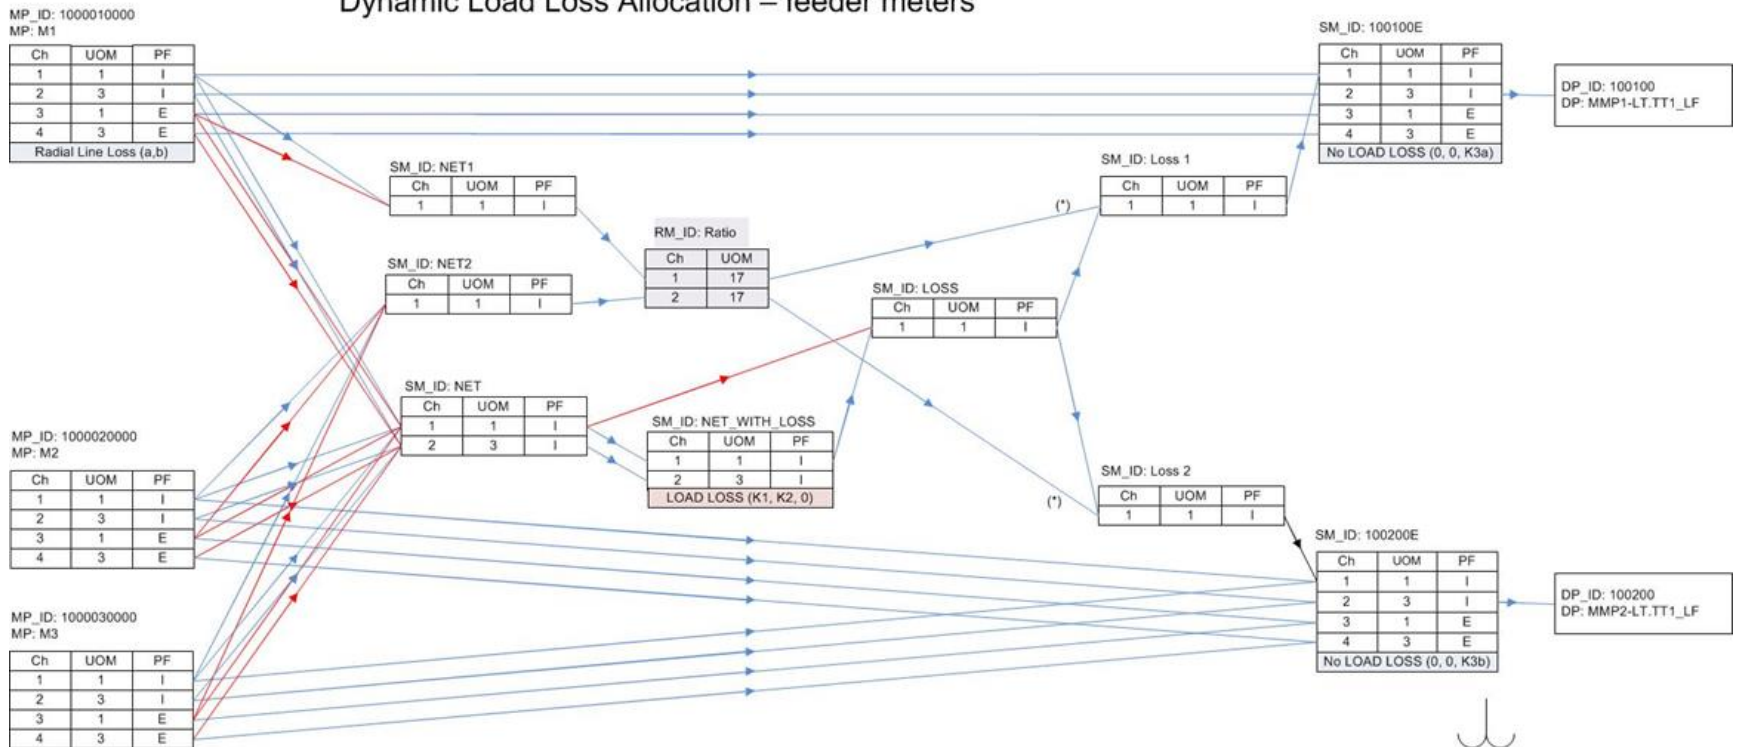 Dynamic Load Loss Allocation – feeder meters
MP_ID: 1000010000
MP: M1
Ch UOM PF
1 1 I
2 3 I
3 1 E
4 3 E
Radial Line Loss (a,b)
SM_ID: 100100E
Ch UOM PF
1 1 I
2 3 I
3 1 E
4 3 E
No LOAD LOSS (0, 0, K3a)
DP_ID: 100100
DP: MMP1-LT.TT1_LF
SM_ID: NET1
Ch UOM PF
1 1 I
SM_ID: Loss 1
Ch UOM PF
1 1 I
(*)
RM_ID: Ratio
Ch UOM
1 17
2 17
SM_ID: NET2
Ch UOM PF
1 1 I
SM_ID: LOSS
Ch UOM PF
1 1 I
SM_ID: NET
Ch UOM PF
1 1 I
2 3 I
SM_ID: NET_WITH_LOSS
Ch UOM PF
1 1 I
2 3 I
LOAD LOSS (K1, K2, 0)
MP_ID: 1000020000
MP: M2
Ch UOM PF
1 1 I
2 3 I
3 1 E
4 3 E
SM_ID: Loss 2
Ch UOM PF
1 1 I
(*)
SM_ID: 100200E
Ch UOM PF
1 1 I
2 3 I
3 1 E
4 3 E
No LOAD LOSS (0, 0, K3b)
DP_ID: 100200
DP: MMP2-LT.TT1_LF
MP_ID: 1000030000
MP: M3
Ch UOM PF
1 1 I
2 3 I
3 1 E
4 3 E